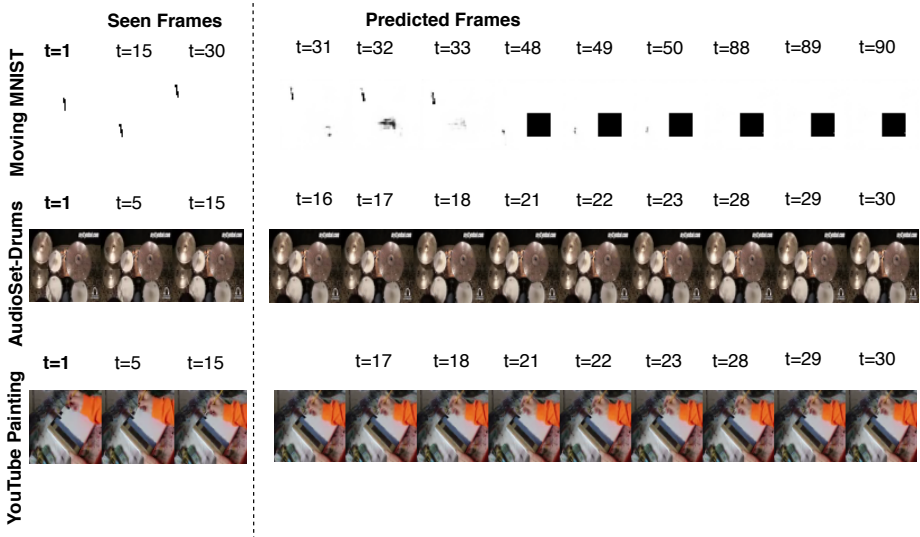 Seen Frames
Predicted Frames
Moving MNIST
t=1 t=15 t=30 t=31 t=32 t=33 t=48 t=49 t=50 t=88 t=89 t=90
AudioSet-Drums
t=1 t=5 t=15 t=16 t=17 t=18 t=21 t=22 t=23 t=28 t=29 t=30
YouTube Painting
t=1 t=5 t=15 t=17 t=18 t=21 t=22 t=23 t=28 t=29 t=30